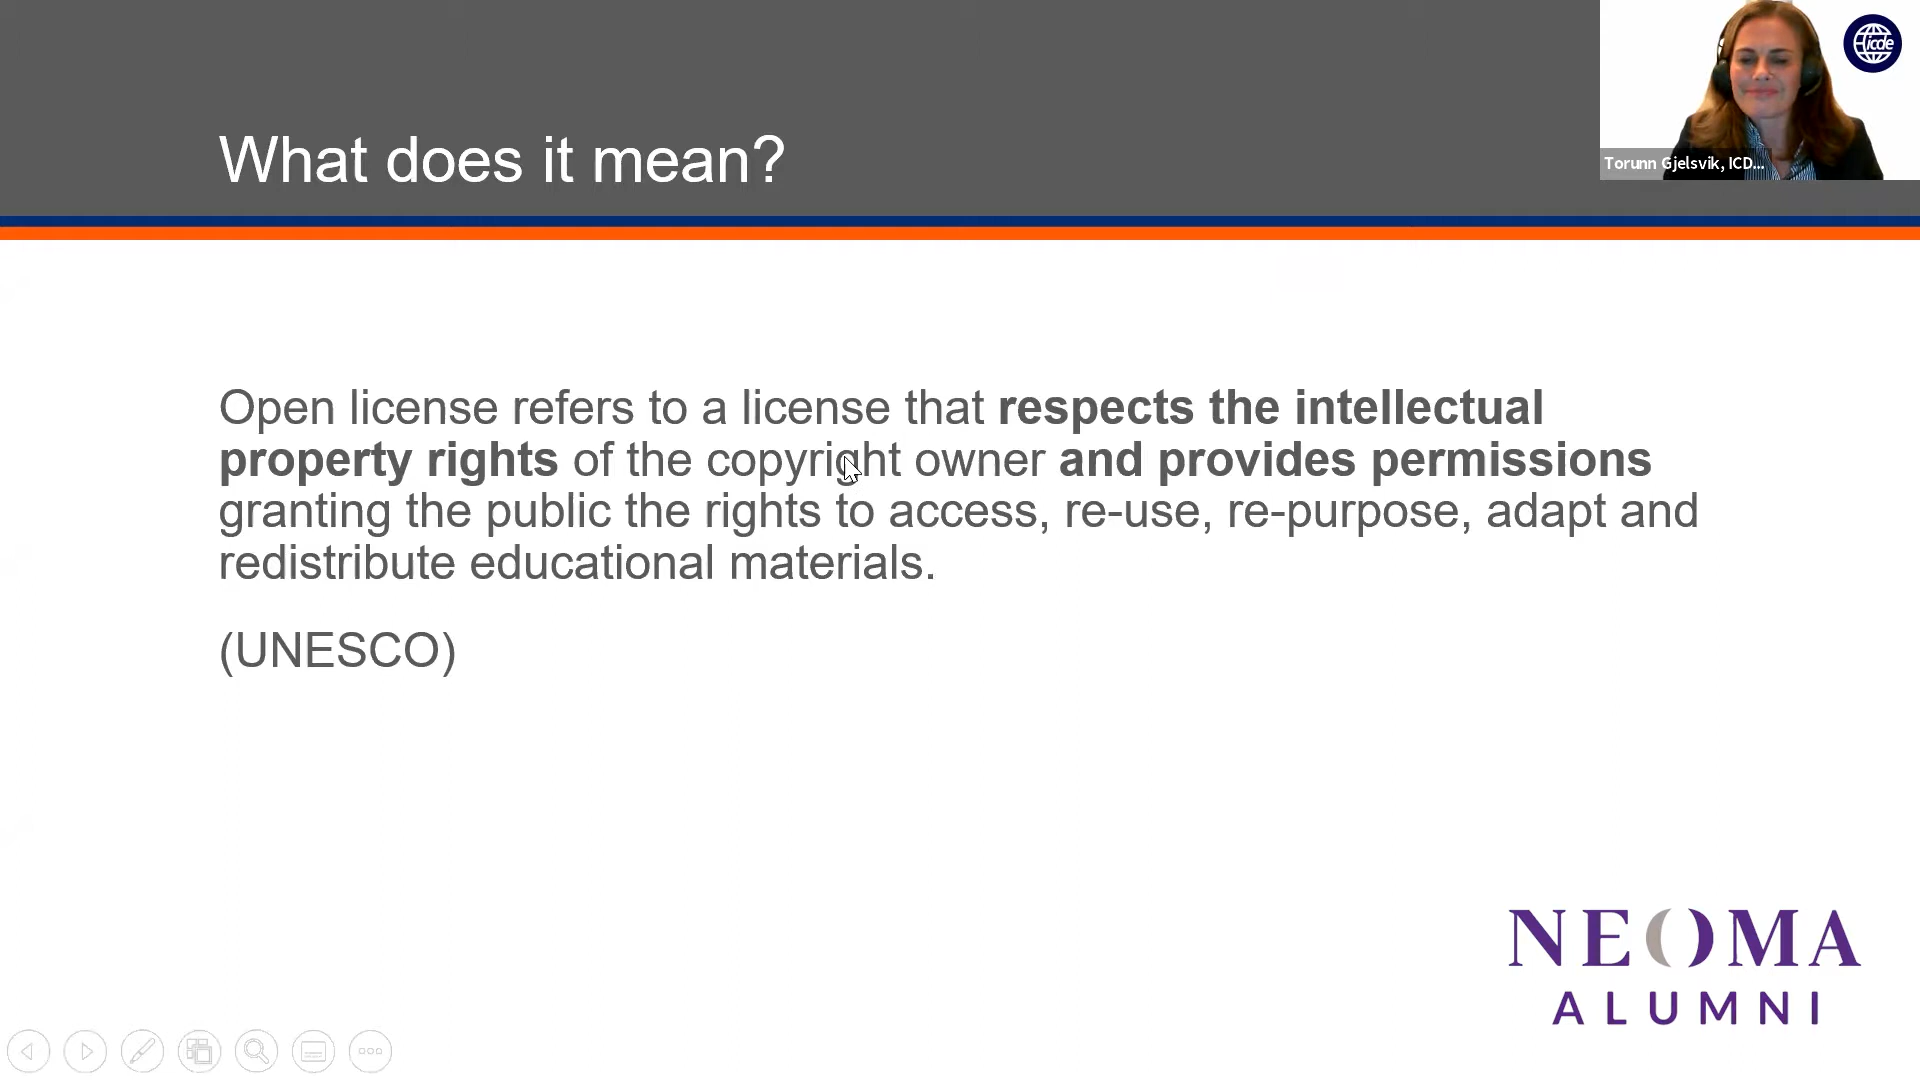 What does it mean?
icde
Torunn Gjelsvik, ICD...
Open license refers to a license that respects the intellectual
property rights of the copyright owner and provides permissions
granting the public the rights to access, re-use, re-purpose, adapt and
redistribute educational materials.
(UNESCO)
NEOMA
ALUMNI